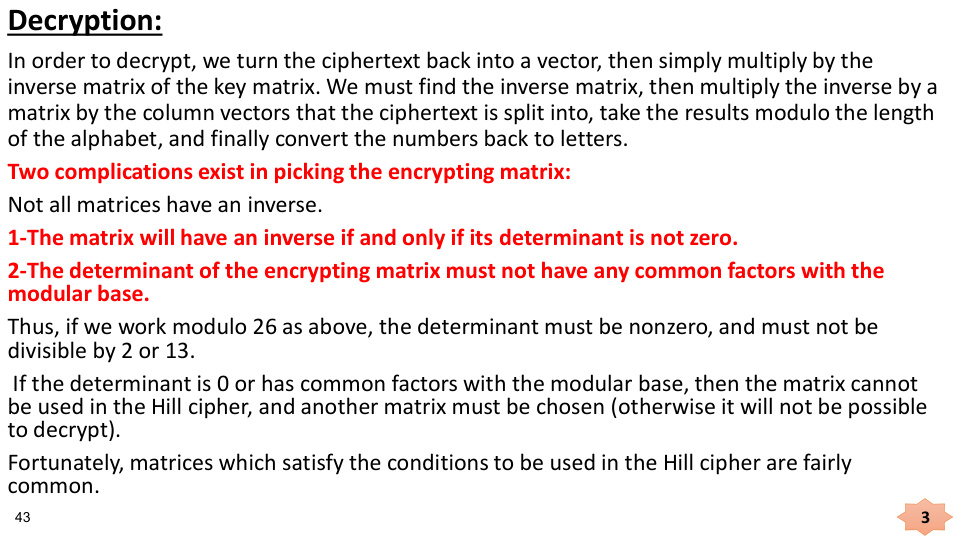 Decryption:
In order to decrypt, we turn the ciphertext back into a vector, then simply multiply by the
inverse matrix of the key matrix. We must find the inverse matrix, then multiply the inverse by a
matrix by the column vectors that the ciphertext is split into, take the results modulo the length
of the alphabet, and finally convert the numbers back to letters.
Two complications exist in picking the encrypting matrix:
Not all matrices have an inverse.
1-The matrix will have an inverse if and only if its determinant is not zero.
2-The determinant of the encrypting matrix must not have any common factors with the
modular base.
Thus, if we work modulo 26 as above, the determinant must be nonzero, and must not be
divisible by 2 or 13.
If the determinant is 0 or has common factors with the modular base, then the matrix cannot
be used in the Hill cipher, and another matrix must be chosen (otherwise it will not be possible
to decrypt).
Fortunately, matrices which satisfy the conditions to be used in the Hill cipher are fairly
common.
43
3